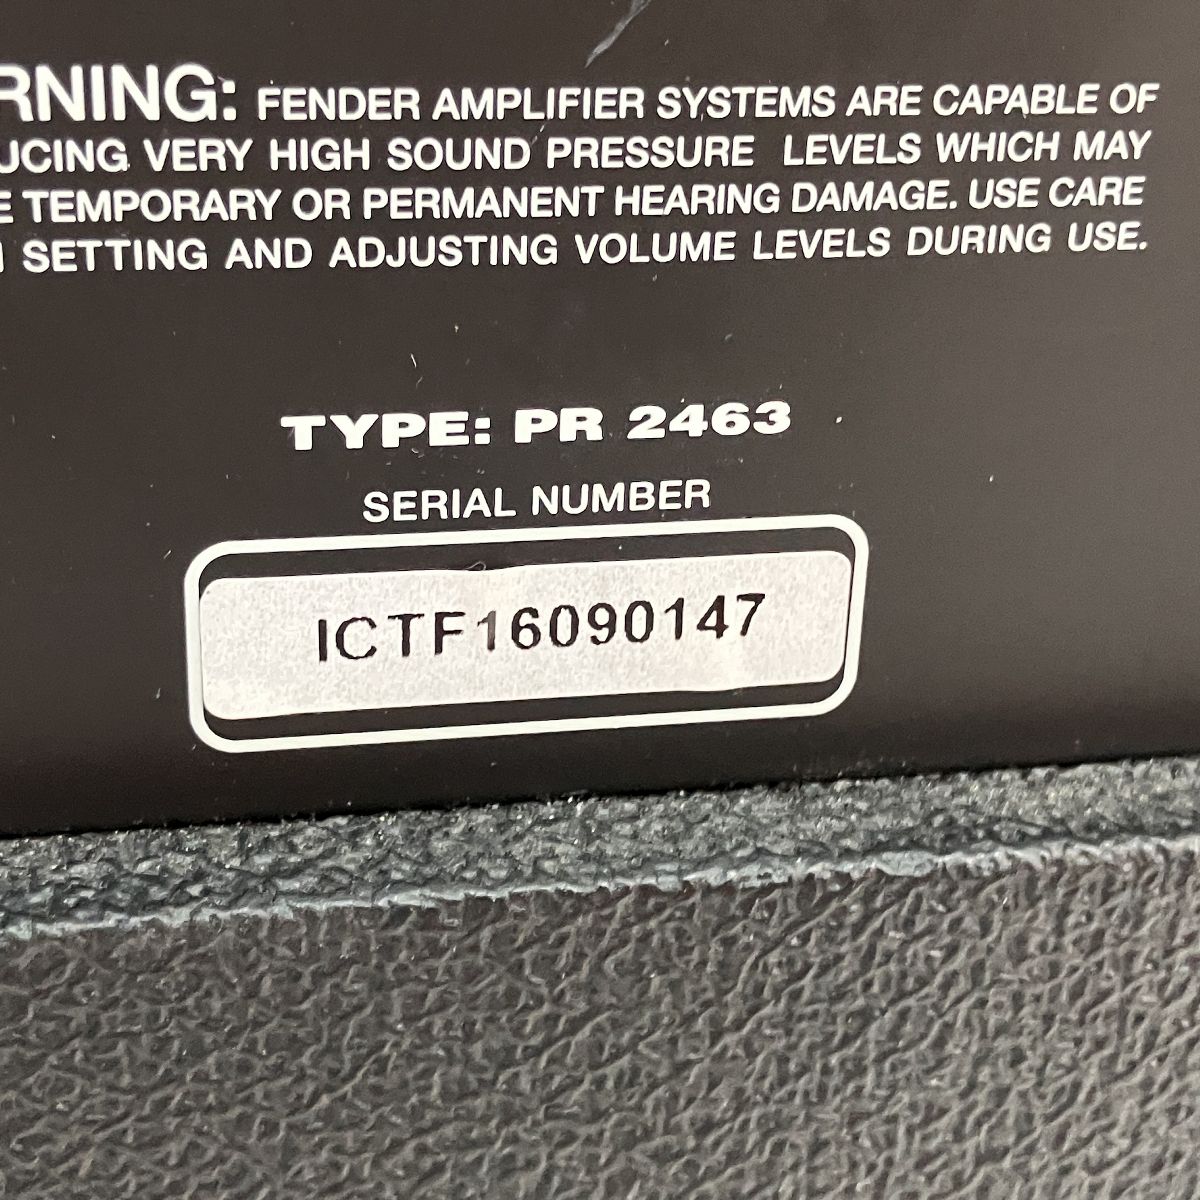 RNING: FENDER AMPLIFIER SYSTEMS ARE CAPABLE OF
UCING VERY HIGH SOUND PRESSURE LEVELS WHICH MAY
E TEMPORARY OR PERMANENT HEARING DAMAGE. USE CARE
SETTING AND ADJUSTING VOLUME LEVELS DURING USE.
TYPE: PR 2463
SERIAL NUMBER
ICTF16090147